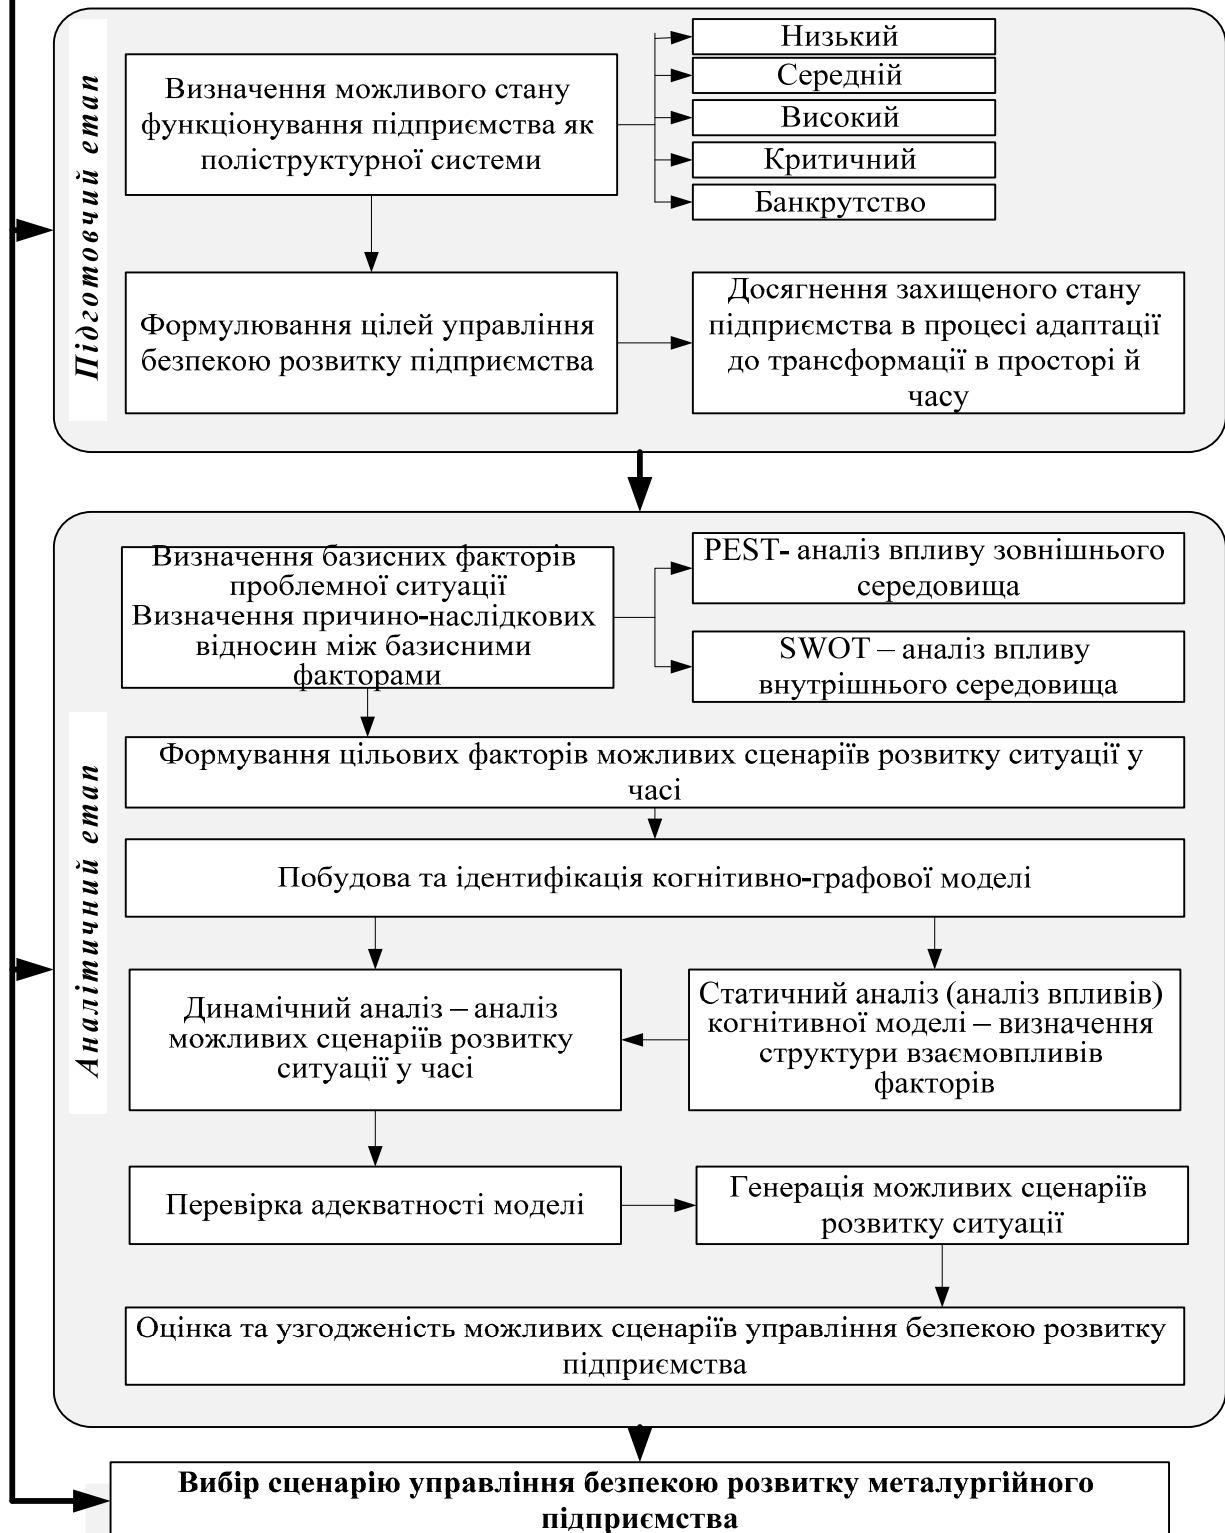 Підготовчий етап
Визначення можливого стану
функціонування підприємства як
поліструктурної системи
Низький
Середній
Високий
Критичний
Банкрутство
Формулювання цілей управління
безпекою розвитку підприємства
Досягнення захищеного стану
підприємства в процесі адаптації
до трансформації в просторі й
часу
Аналітичний етап
Визначення базисних факторів
проблемної ситуації
Визначення причино-наслідкових
відносин між базисними
факторами
PEST- аналіз впливу зовнішнього
середовища
SWOT – аналіз впливу
внутрішнього середовища
Формування цільових факторів можливих сценаріїв розвитку ситуації у
часі
Побудова та ідентифікація когнітивно-графової моделі
Динамічний аналіз – аналіз
можливих сценаріїв розвитку
ситуації у часі
Статичний аналіз (аналіз впливів)
когнітивної моделі – визначення
структури взаємовпливів
факторів
Перевірка адекватності моделі
Генерація можливих сценаріїв
розвитку ситуації
Оцінка та узгодженість можливих сценаріїв управління безпекою розвитку
підприємства
Вибір сценарію управління безпекою розвитку металургійного
підприємства